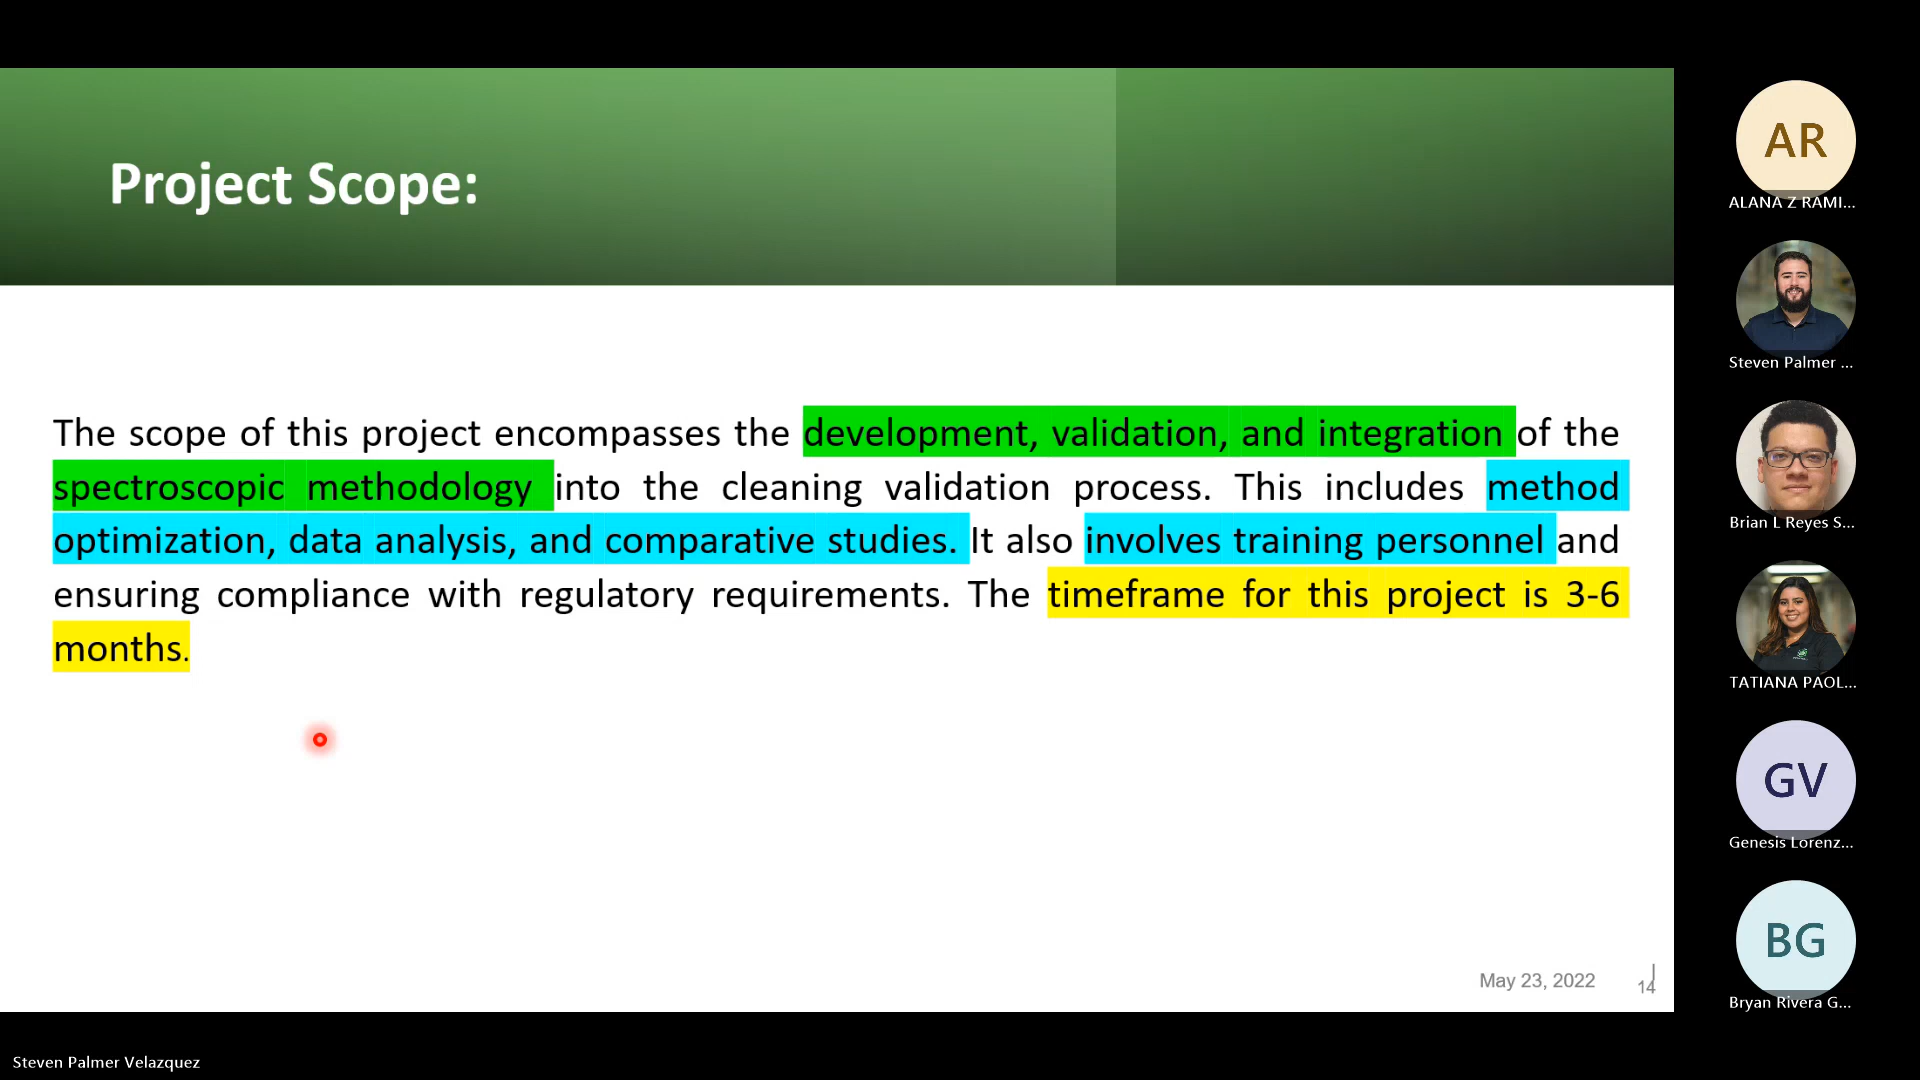 Project Scope:
The scope of this project encompasses the development, validation, and integration of the
spectroscopic methodology into the cleaning validation process. This includes method
optimization, data analysis, and comparative studies. It also involves training personnel and
ensuring compliance with regulatory requirements. The timeframe for this project is 3-6
months.
May 23, 2022
14
AR
ALANA Z RAMI...
Steven Palmer ...
Brian L Reyes S...
TATIANA PAOL...
GV
Genesis Lorenz...
BG
Bryan Rivera G...
Steven Palmer Velazquez